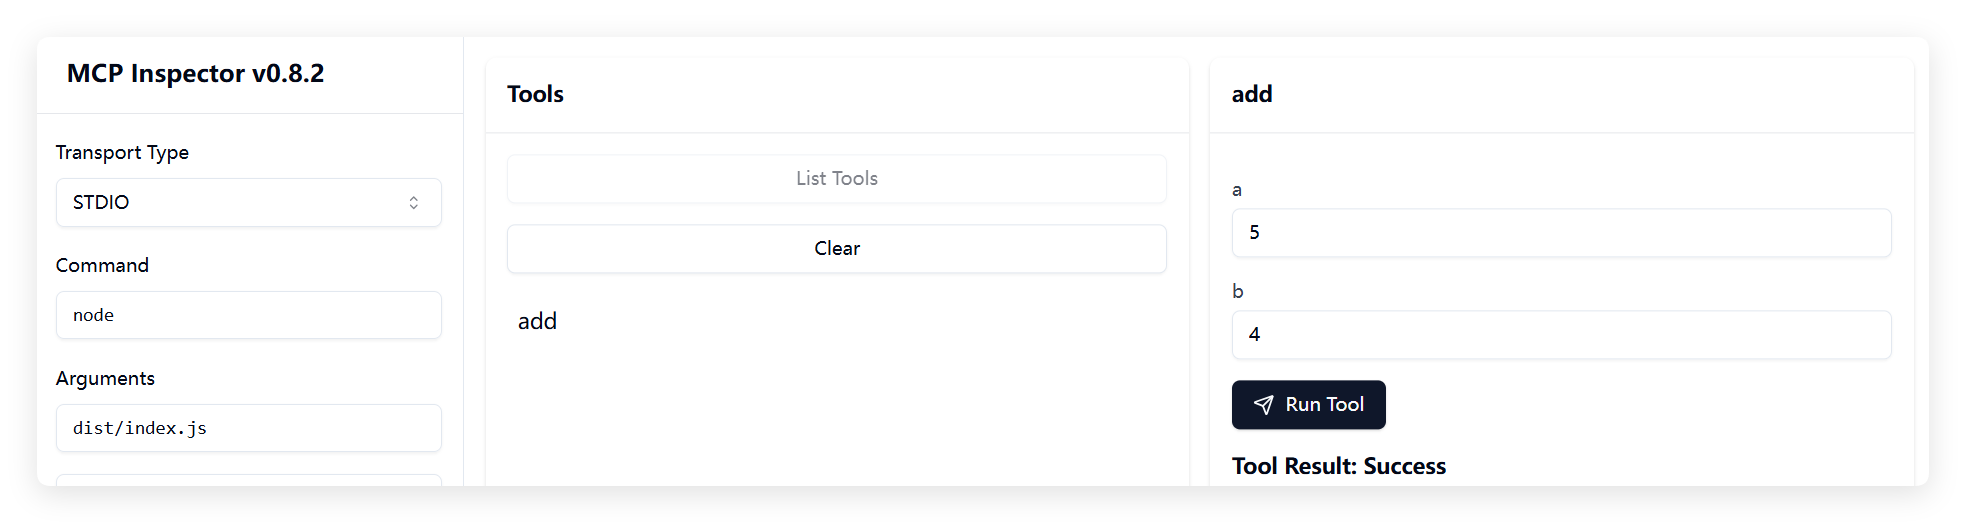 MCP Inspector v0.8.2
Transport Type
STDIO
Command
node
Arguments
dist/index.js
Tools
List Tools
Clear
add
add
a
5
b
4
Run Tool
Tool Result: Success